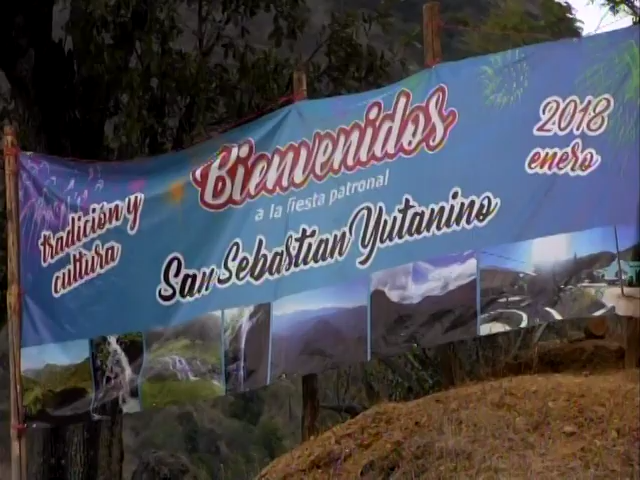 Bienvenidos
a la fiesta patronal
San Sebastian Yutanino
tradición y
cultura
2018
enero